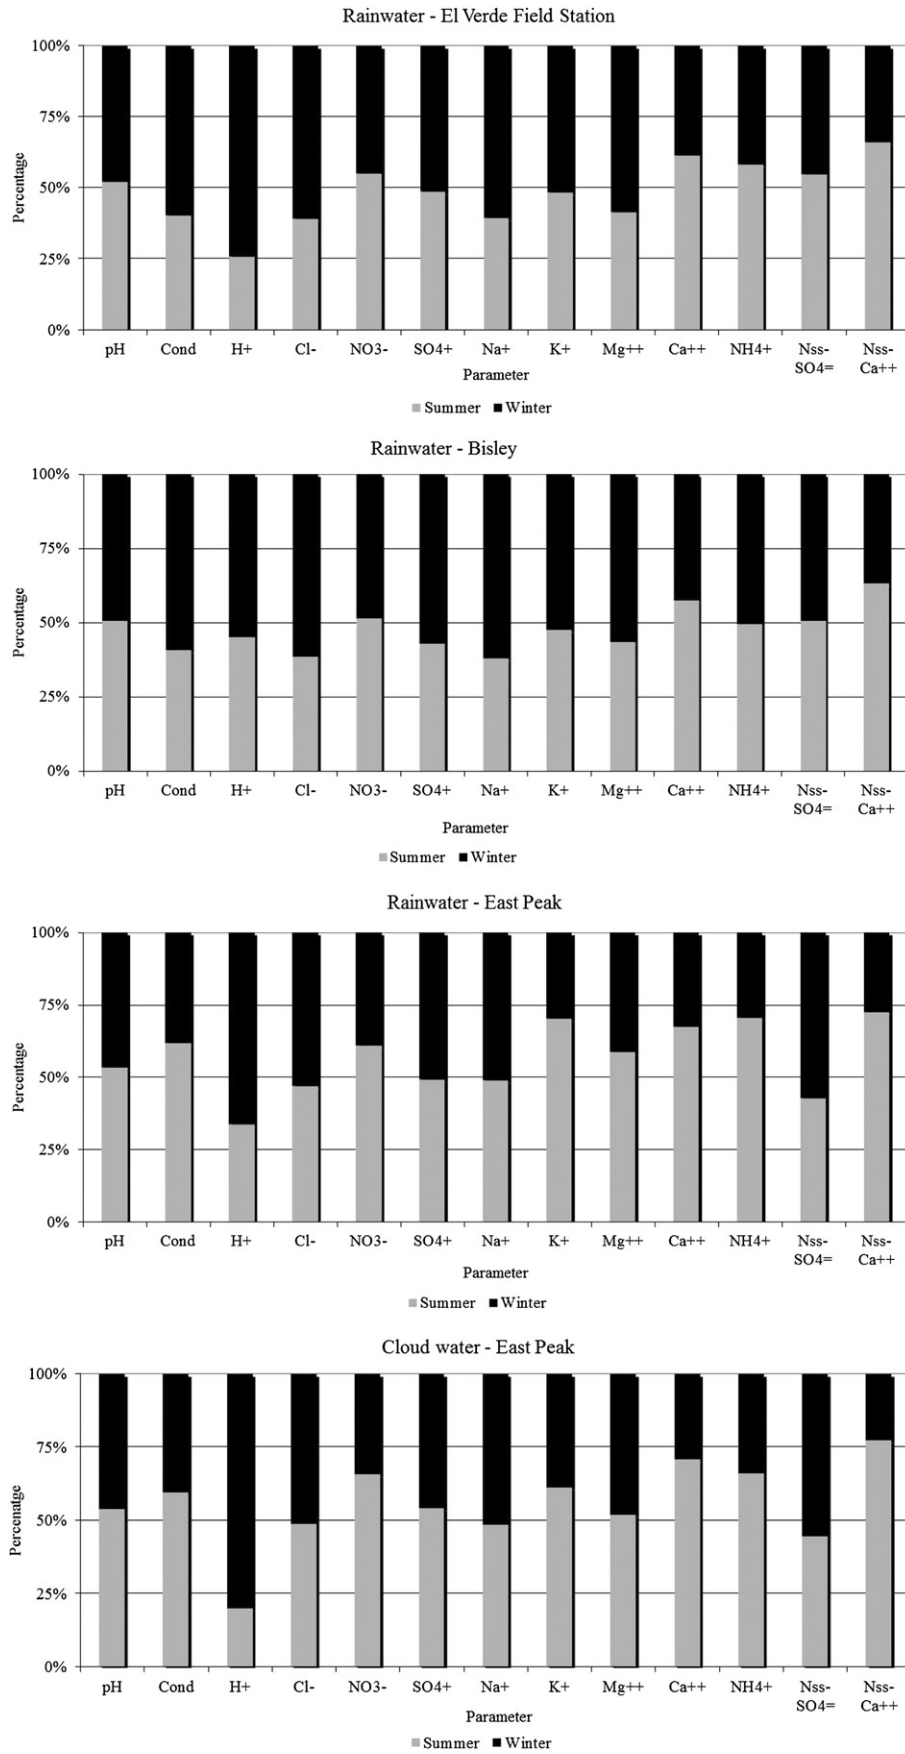 Rainwater - El Verde Field Station
100%
75%
50%
25%
0%
Percentage
pH Cond H+ Cl- NO3- SO4+ Na+ K+ Mg++ Ca++ NH4+ Nss- Nss-
SO4= Ca++
Parameter
Summer Winter
Rainwater - Bisley
100%
75%
50%
25%
0%
Percentage
pH Cond H+ Cl- NO3- SO4+ Na+ K+ Mg++ Ca++ NH4+ Nss- Nss-
SO4= Ca++
Parameter
Summer Winter
Rainwater - East Peak
100%
75%
50%
25%
0%
Percentage
pH Cond H+ Cl- NO3- SO4+ Na+ K+ Mg++ Ca++ NH4+ Nss- Nss-
SO4= Ca++
Parameter
Summer Winter
Cloud water - East Peak
100%
75%
50%
25%
0%
Percenatge
pH Cond H+ Cl- NO3- SO4+ Na+ K+ Mg++ Ca++ NH4+ Nss- Nss-
SO4= Ca++
Parameter
Summer Winter